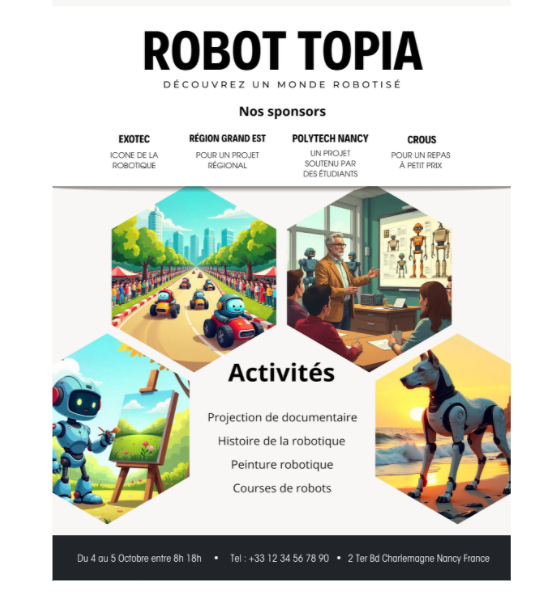 ROBOT TOPIA
DÉCOUVREZ UN MONDE ROBOTISÉ
Nos sponsors
EXOTEC
ICONE DE LA
ROBOTIQUE
RÉGION GRAND EST
POUR UN PROJET
RÉGIONAL
POLYTECH NANCY
UN PROJET
SOUTENU PAR
DES ÉTUDIANTS
CROUS
POUR UN REPAS
À PETIT PRIX
Activités
Projection de documentaire
Histoire de la robotique
Peinture robotique
Courses de robots
Du 4 au 5 Octobre entre 8h 18h • Tel : +33 12 34 56 78 90 • 2 Ter Bd Charlemagne Nancy France